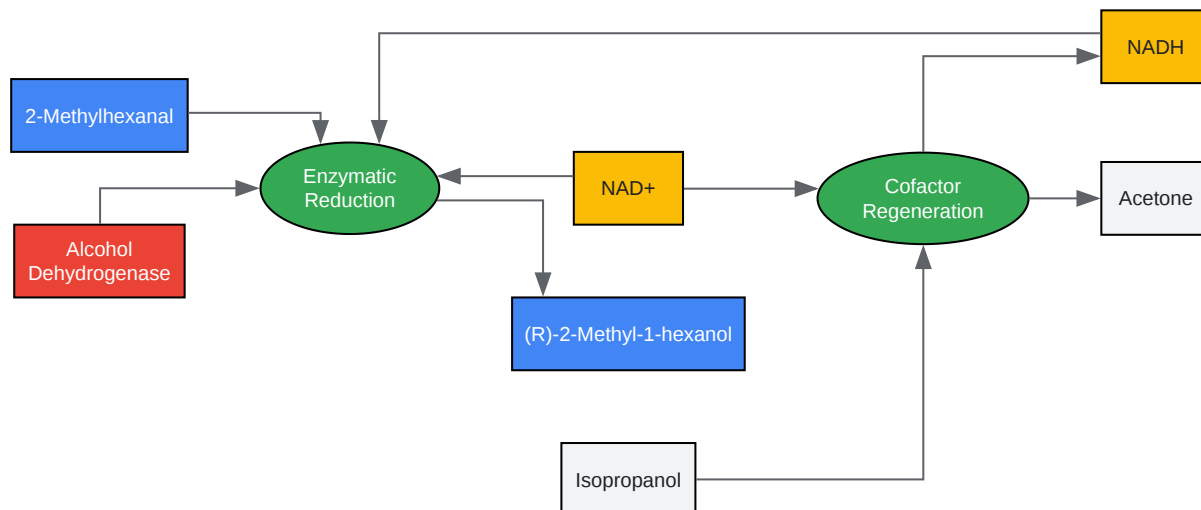 NADH
2-Methylhexanal
Enzymatic
Reduction
NAD+
Cofactor
Regeneration
Acetone
Alcohol
Dehydrogenase
(R)-2-Methyl-1-hexanol
Isopropanol